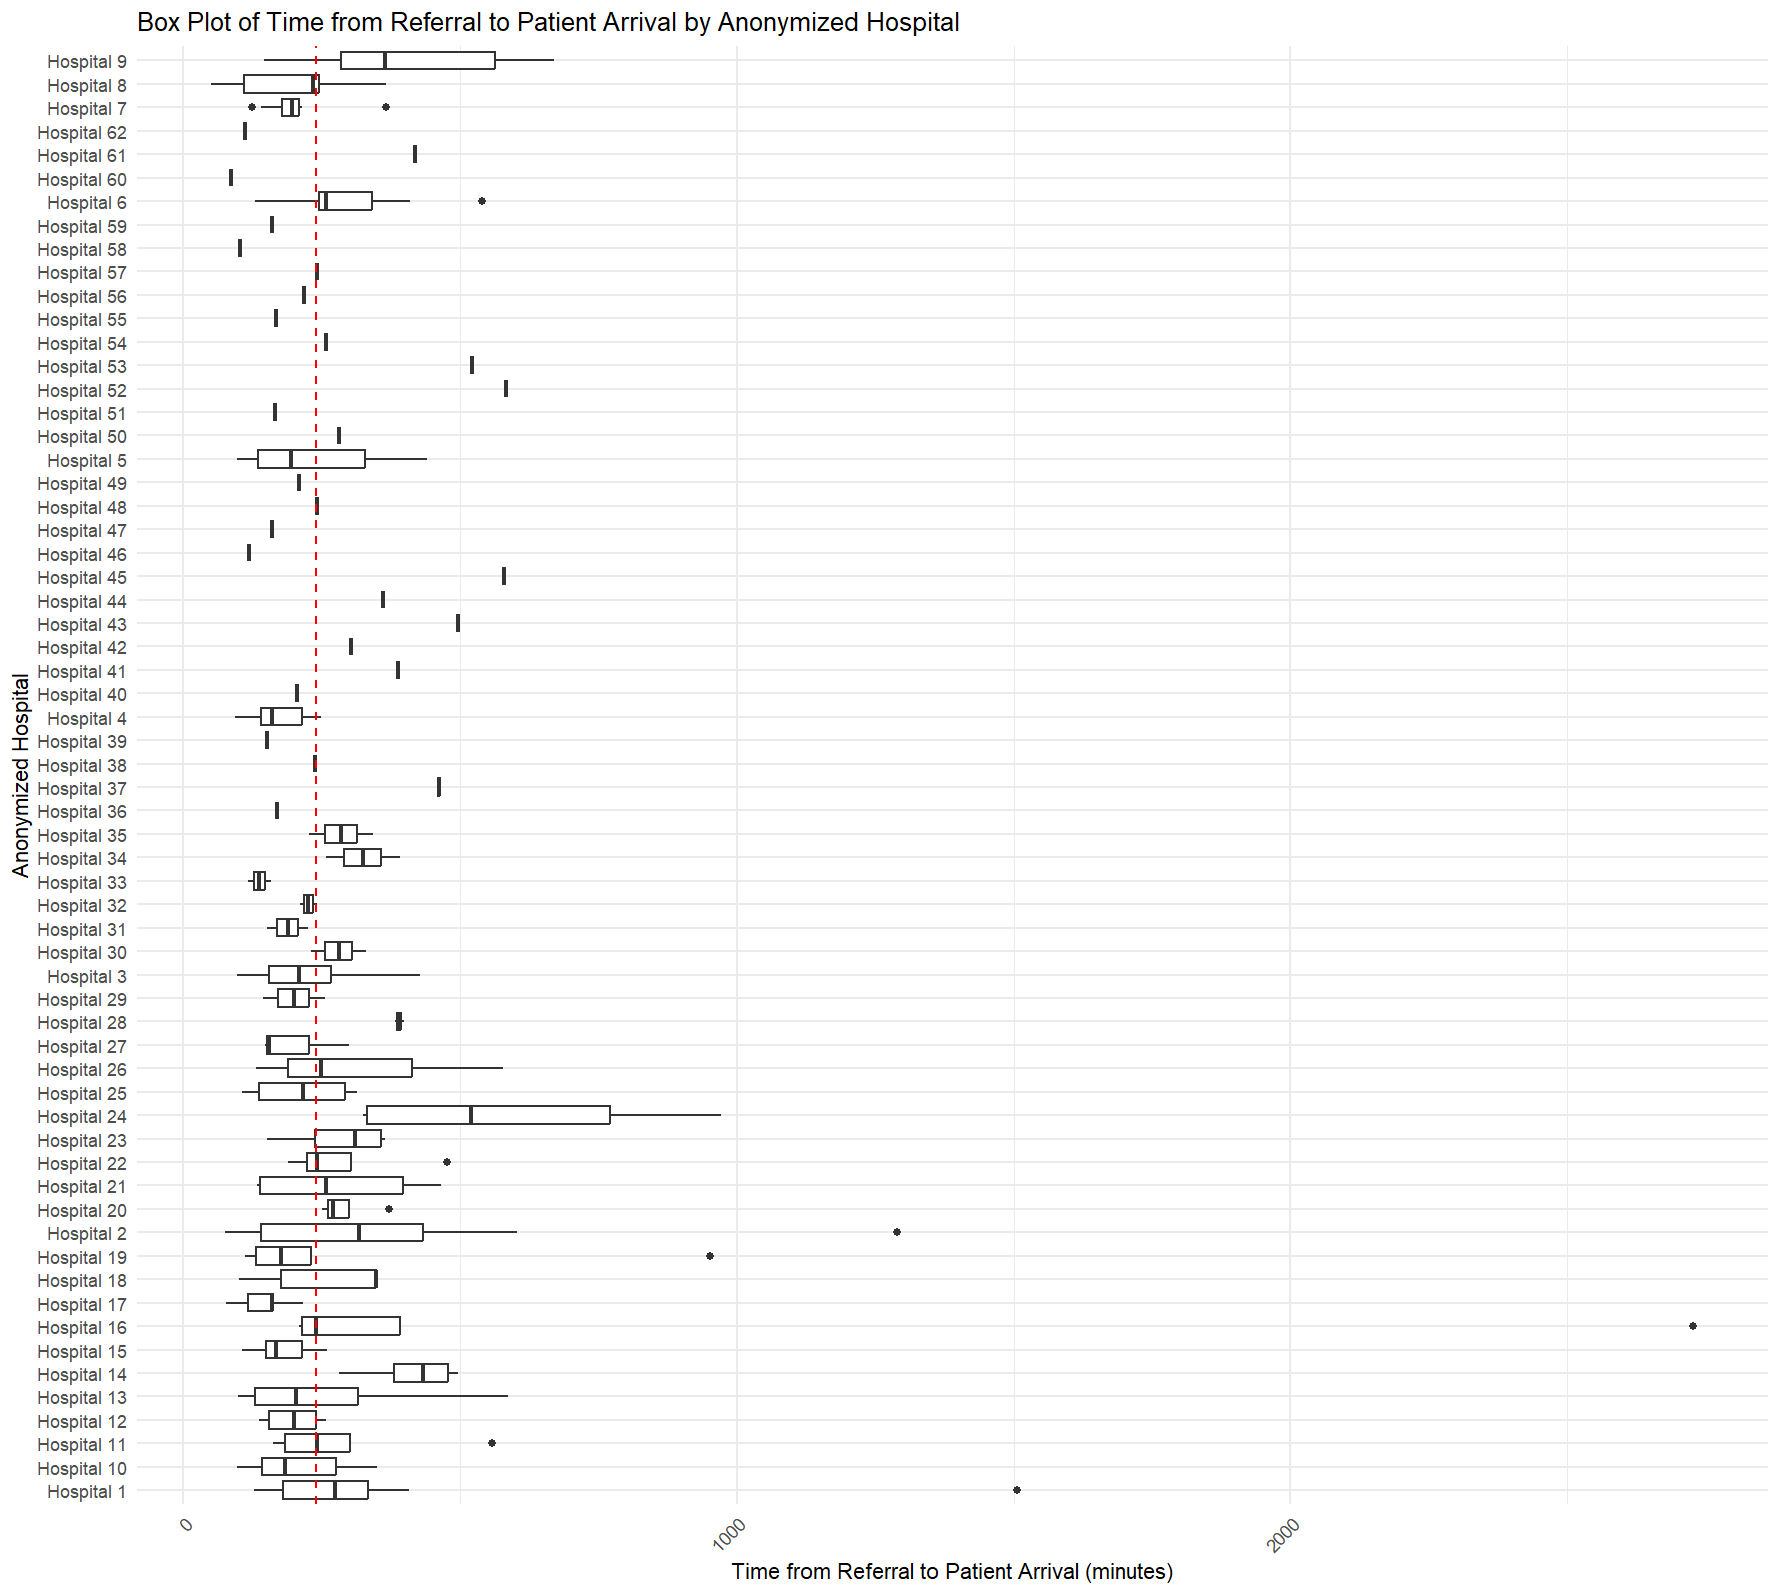 Box Plot of Time from Referral to Patient Arrival by Anonymized Hospital
Anonymized Hospital
Hospital 9
Hospital 8
Hospital 7
Hospital 62
Hospital 61
Hospital 60
Hospital 6
Hospital 59
Hospital 58
Hospital 57
Hospital 56
Hospital 55
Hospital 54
Hospital 53
Hospital 52
Hospital 51
Hospital 50
Hospital 5
Hospital 49
Hospital 48
Hospital 47
Hospital 46
Hospital 45
Hospital 44
Hospital 43
Hospital 42
Hospital 41
Hospital 40
Hospital 4
Hospital 39
Hospital 38
Hospital 37
Hospital 36
Hospital 35
Hospital 34
Hospital 33
Hospital 32
Hospital 31
Hospital 30
Hospital 3
Hospital 29
Hospital 28
Hospital 27
Hospital 26
Hospital 25
Hospital 24
Hospital 23
Hospital 22
Hospital 21
Hospital 20
Hospital 2
Hospital 19
Hospital 18
Hospital 17
Hospital 16
Hospital 15
Hospital 14
Hospital 13
Hospital 12
Hospital 11
Hospital 10
Hospital 1
0 1000 2000
Time from Referral to Patient Arrival (minutes)